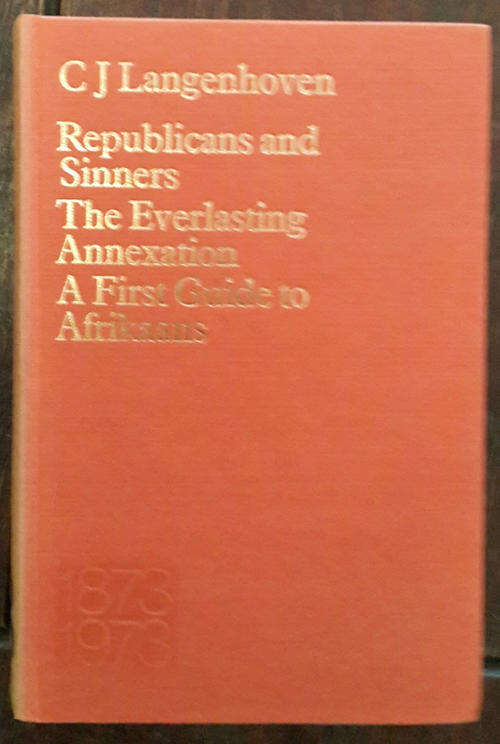 C J Langenhoven
Republicans and
Sinners
The Everlasting
Annexation
A First Guide to
Afrikaans
1873
1973